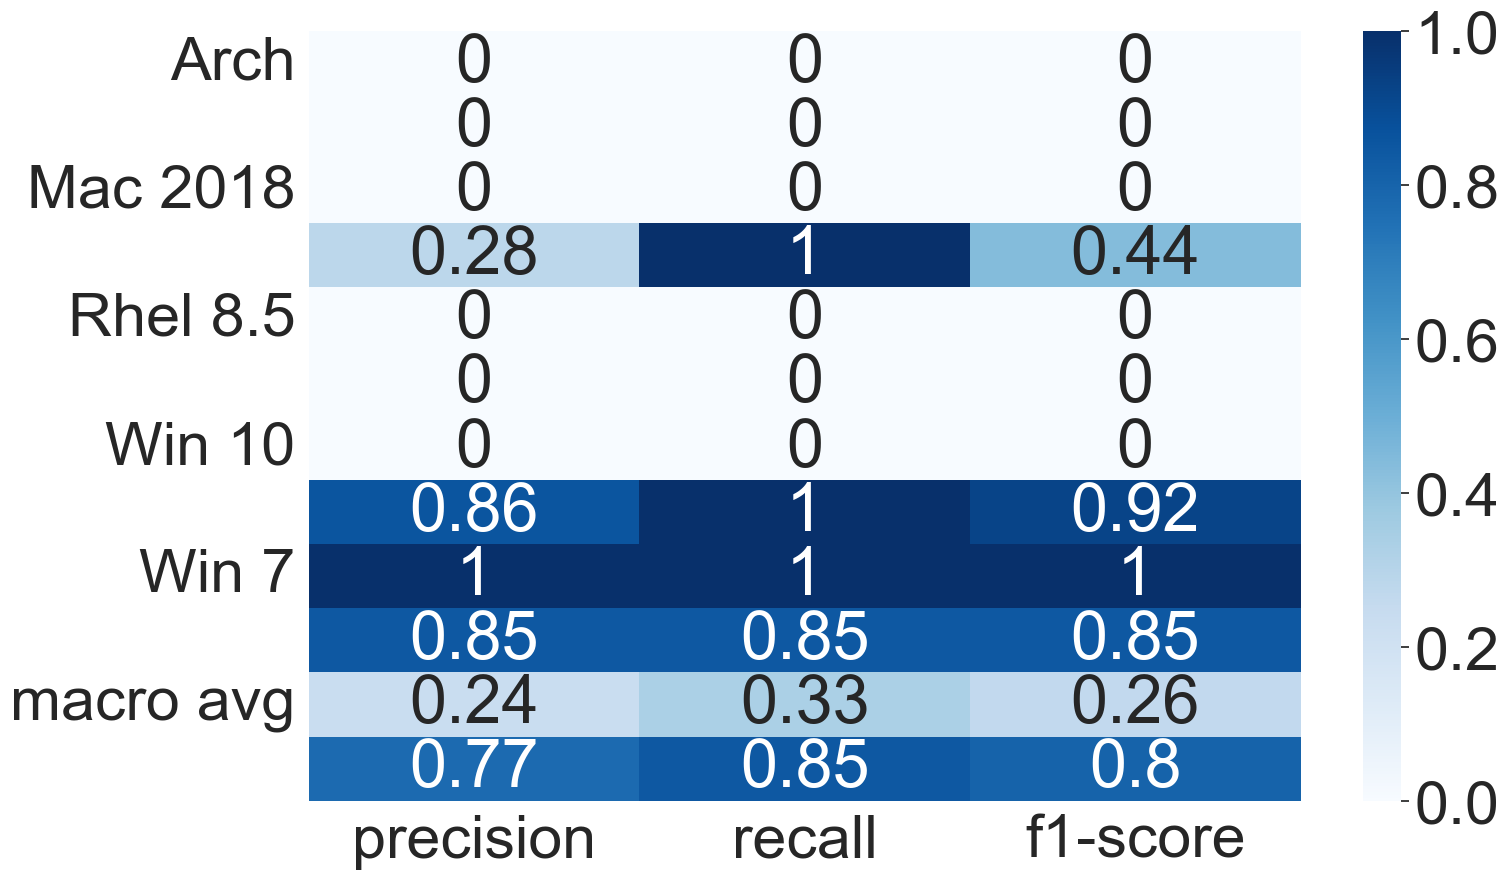 Arch 0 0 0
0 0 0
Mac 2018 0 0 0
0.28 1 0.44
Rhel 8.5 0 0 0
0 0 0
Win 10 0 0 0
0.86 1 0.92
Win 7 1 1 1
0.85 0.85 0.85
macro avg 0.24 0.33 0.26
0.77 0.85 0.8
precision recall f1-score
1.0
0.8
0.6
0.4
0.2
0.0